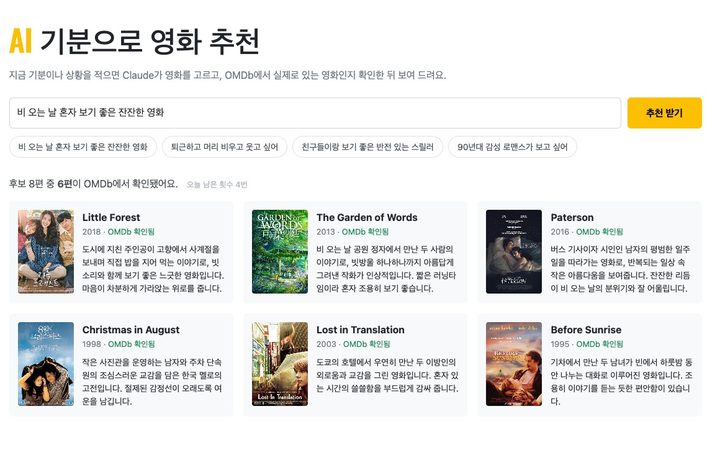 AI 기분으로 영화 추천
지금 기분이나 상황을 적으면 Claude가 영화를 고르고, OMDb에서 실제로 있는 영화인지 확인한 뒤 보여 드려요.
비 오는 날 혼자 보기 좋은 잔잔한 영화
추천 받기
비 오는 날 혼자 보기 좋은 잔잔한 영화
퇴근하고 머리 비우고 웃고 싶어
친구들이랑 보기 좋은 반전 있는 스릴러
90년대 감성 로맨스가 보고 싶어
후보 8편 중 6편이 OMDb에서 확인됐어요. 오늘 남은 횟수 4번
Little Forest
2018 · OMDb 확인됨
도시에 지친 주인공이 고향에서 사계절을
보내며 직접 밥을 지어 먹는 이야기로, 빗
소리와 함께 보기 좋은 느긋한 영화입니다.
마음이 차분하게 가라앉는 위로를 줍니다.
GARDEN of WORDS
The Garden of Words
2013 · OMDb 확인됨
비 오는 날 공원 정자에서 만난 두 사람의
이야기로, 빗방울 하나하나까지 아름답게
그려낸 작화가 인상적입니다. 짧은 러닝타
임이라 혼자 조용히 보기 좋습니다.
PATERSON
Paterson
2016 · OMDb 확인됨
버스 기사이자 시인인 남자의 평범한 일주
일을 따라가는 영화로, 반복되는 일상 속
작은 아름다움을 보여줍니다. 잔잔한 리듬
이 비 오는 날의 분위기와 잘 어울립니다.
8월의 크리스마스
Christmas in August
1998 · OMDb 확인됨
작은 사진관을 운영하는 남자와 주차 단속
원의 조심스러운 교감을 담은 한국 멜로의
고전입니다. 절제된 감정선이 오래도록 여
운을 남깁니다.
Lost In Translation
Lost in Translation
2003 · OMDb 확인됨
도쿄의 호텔에서 우연히 만난 두 이방인의
외로움과 교감을 그린 영화입니다. 혼자 있
는 시간의 쓸쓸함을 부드럽게 감싸 줍니다.
BEFORE SUNRISE
Before Sunrise
1995 · OMDb 확인됨
기차에서 만난 두 남녀가 빈에서 하룻밤 동
안 나누는 대화로 이루어진 영화입니다. 조
용히 이야기를 듣는 듯한 편안함이 있습니
다.